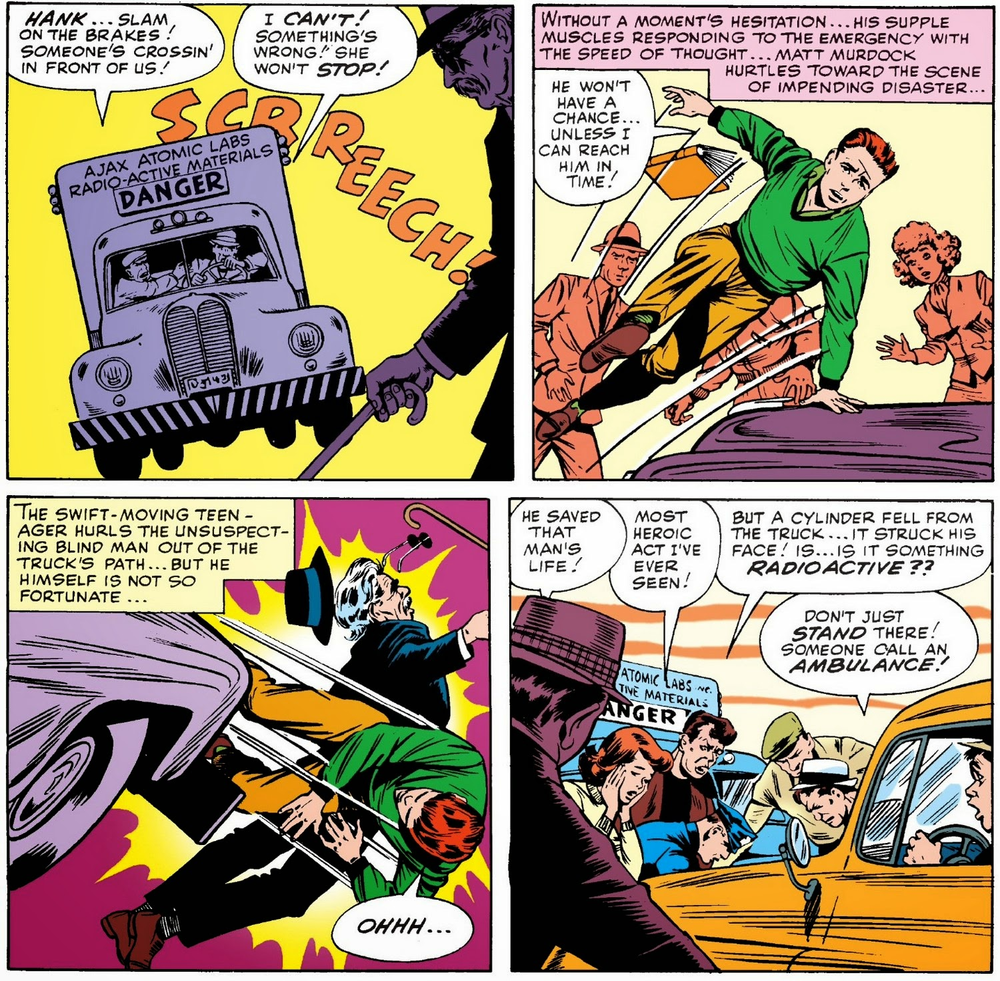 HANK... SLAM
ON THE BRAKES!
SOMEONE'S CROSSIN'
IN FRONT OF US!
I CAN'T!
SOMETHING'S
WRONG! SHE
WON'T STOP!
SCR-REEECH!
AJAX ATOMIC LABS
RADIO-ACTIVE MATERIALS
DANGER
WITHOUT A MOMENT'S HESITATION... HIS SUPPLE
MUSCLES RESPONDING TO THE EMERGENCY WITH
THE SPEED OF THOUGHT... MATT MURDOCK
HURTLES TOWARD THE SCENE
OF IMPENDING DISASTER...
HE WON'T
HAVE A
CHANCE...
UNLESS I
CAN REACH
HIM IN
TIME!
THE SWIFT-MOVING TEEN-
AGER HURLS THE UNSUSPECT-
ING BLIND MAN OUT OF THE
TRUCK'S PATH... BUT HE
HIMSELF IS NOT SO
FORTUNATE...
OHHH...
HE SAVED
THAT
MAN'S
LIFE!
MOST
HEROIC
ACT I'VE
EVER
SEEN!
BUT A CYLINDER FELL FROM
THE TRUCK... IT STRUCK HIS
FACE! IS... IS IT SOMETHING
RADIOACTIVE??
DON'T JUST
STAND THERE!
SOMEONE CALL AN
AMBULANCE!
ATOMIC LABS INC.
TIVE MATERIALS
ANGER